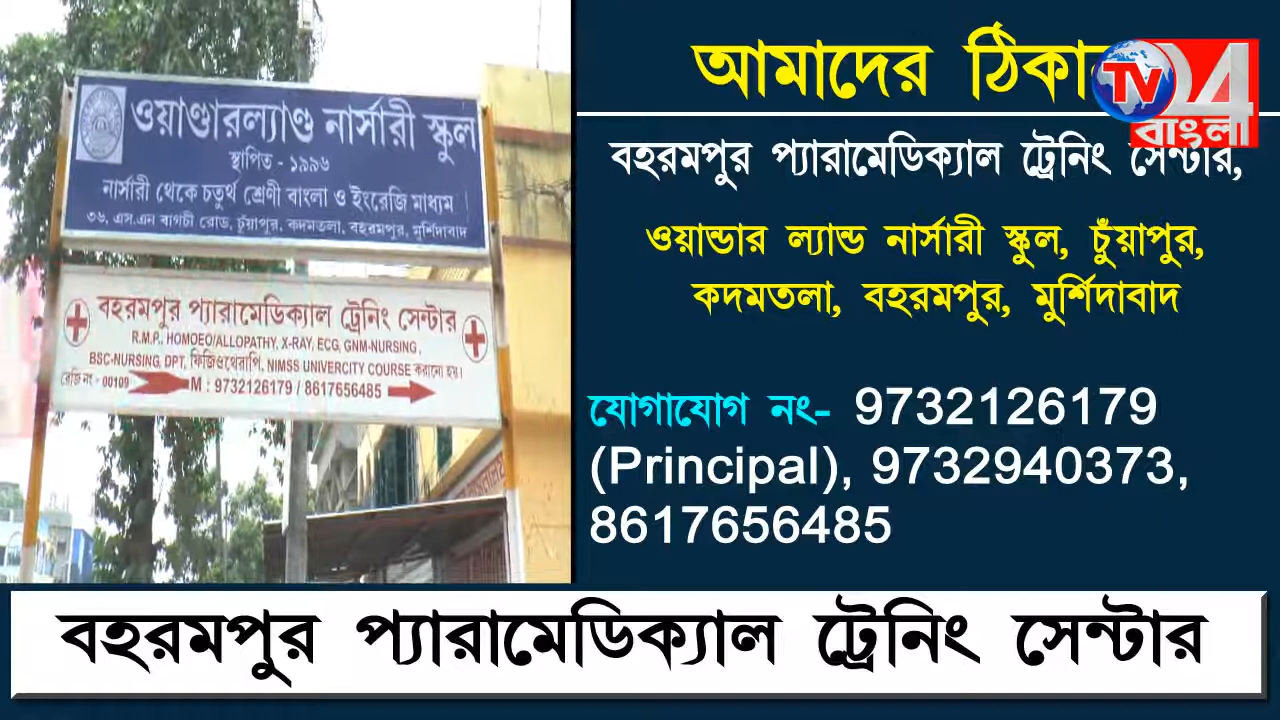 ওয়াণ্ডারল্যাণ্ড নার্সারী স্কুল
স্থাপিত - ১৯৯৬
নার্সারী থেকে চতুর্থ শ্রেণী বাংলা ও ইংরেজি মাধ্যম
৩৬, এস.এন বাগচী রোড, চুঁয়াপুর, কদমতলা, বহরমপুর, মুর্শিদাবাদ
বহরমপুর প্যারামেডিক্যাল ট্রেনিং সেন্টার
R.M.P., HOMOEO/ALLOPATHY, X-RAY, ECG, GNM-NURSING,
BSC-NURSING, DPT, ফিজিওথেরাপি, NIMSS UNIVERCITY COURSE করানো হয়।
রেজি নং - 00100
M : 9732126179 / 8617656485
আমাদের
TV 24
বাংলা
বহরমপুর প্যারামেডিক্যাল ট্রেনিং সেন্টার,
ওয়ান্ডার ল্যান্ড নার্সারী স্কুল, চুঁয়াপুর,
কদমতলা, বহরমপুর, মুর্শিদাবাদ
যোগাযোগ নং- 9732126179
(Principal), 9732940373,
8617656485
বহরমপুর প্যারামেডিক্যাল ট্রেনিং সেন্টার